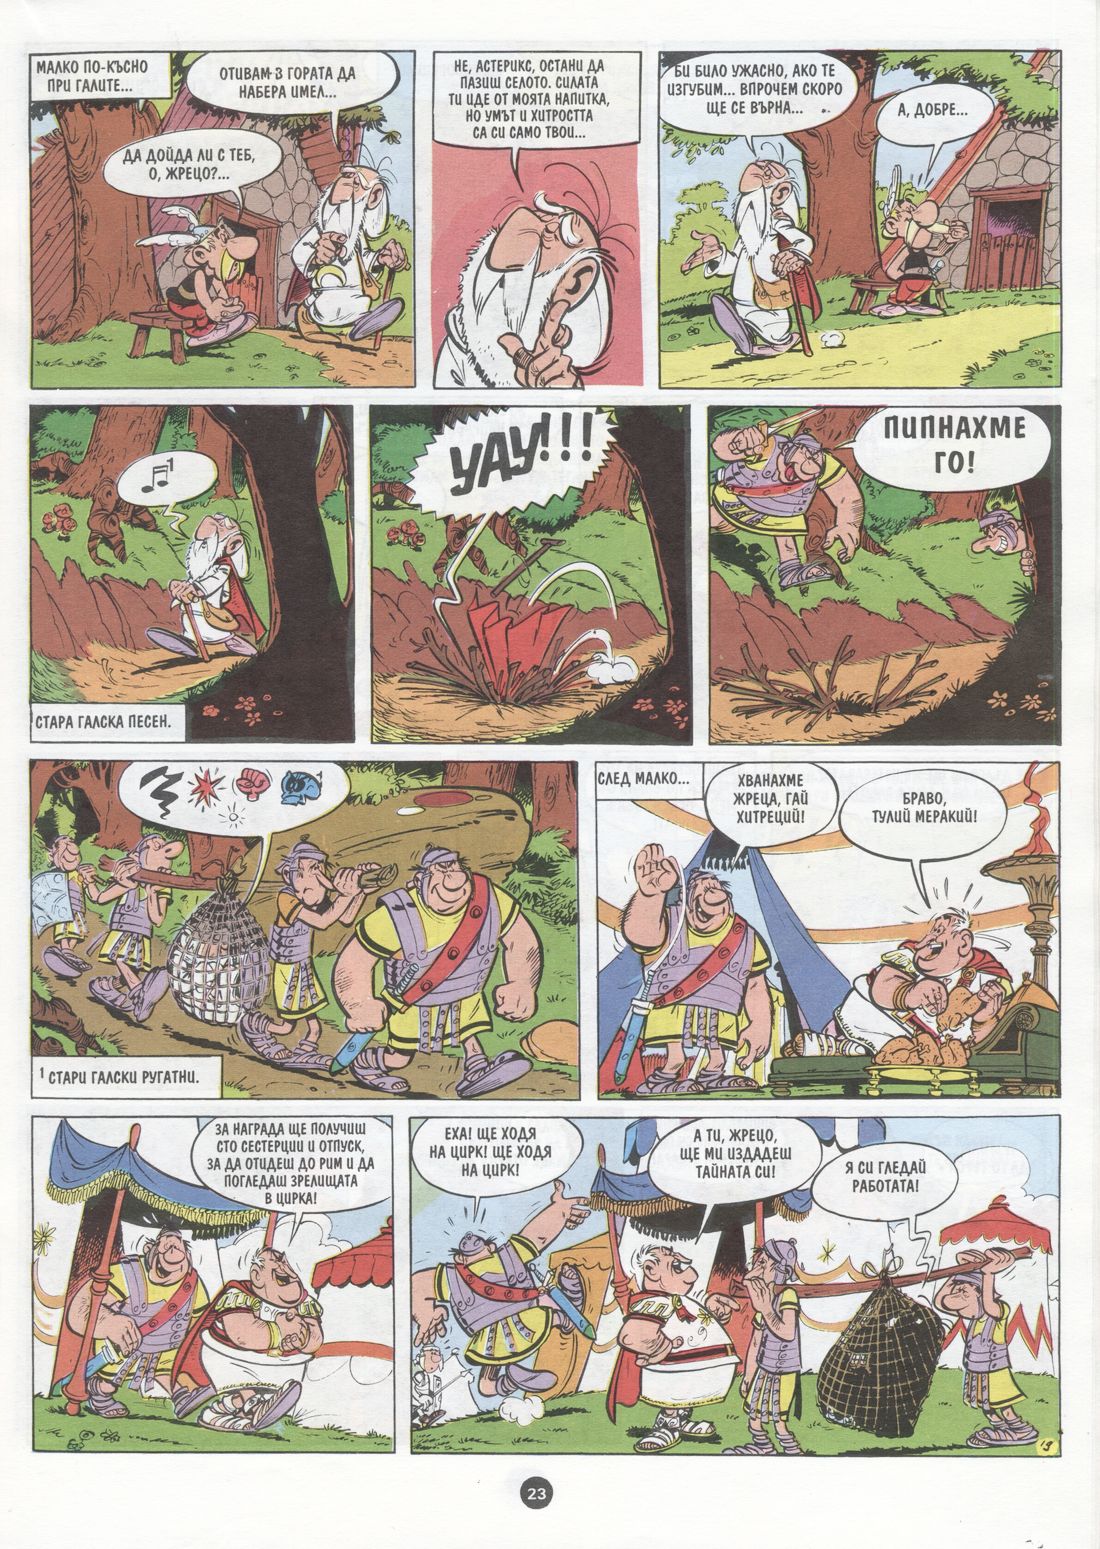 МАЛКО ПО-КЪСНО
ПРИ ГАЛИТЕ...
ОТИВАМ В ГОРАТА ДА
НАБЕРА ИМЕЛ...
ДА ДОЙДА ЛИ С ТЕБ,
О, ЖРЕЦО?...
НЕ, АСТЕРИКС, ОСТАНИ ДА
ПАЗИШ СЕЛОТО. СИЛАТА
ТИ ИДЕ ОТ МОЯТА НАПИТКА,
НО УМЪТ И ХИТРОСТТА
СА СИ САМО ТВОИ...
БИ БИЛО УЖАСНО, АКО ТЕ
ИЗГУБИМ... ВПРОЧЕМ СКОРО
ЩЕ СЕ ВЪРНА...
А, ДОБРЕ...
СТАРА ГАЛСКА ПЕСЕН.
УАУ!!!
ПИПНАХМЕ
ГО!
1 СТАРИ ГАЛСКИ РУГАТНИ.
СЛЕД МАЛКО...
ХВАНАХМЕ
ЖРЕЦА, ГАЙ
ХИТРЕЦИЙ!
БРАВО,
ТУЛИЙ МЕРАКИЙ!
ЗА НАГРАДА ЩЕ ПОЛУЧИШ
СТО СЕСТЕРЦИИ И ОТПУСК,
ЗА ДА ОТИДЕШ ДО РИМ И ДА
ПОГЛЕДАШ ЗРЕЛИЩАТА
В ЦИРКА!
ЕХА! ЩЕ ХОДЯ
НА ЦИРК! ЩЕ ХОДЯ
НА ЦИРК!
А ТИ, ЖРЕЦО,
ЩЕ МИ ИЗДАДЕШ
ТАЙНАТА СИ!
Я СИ ГЛЕДАЙ
РАБОТАТА!
23